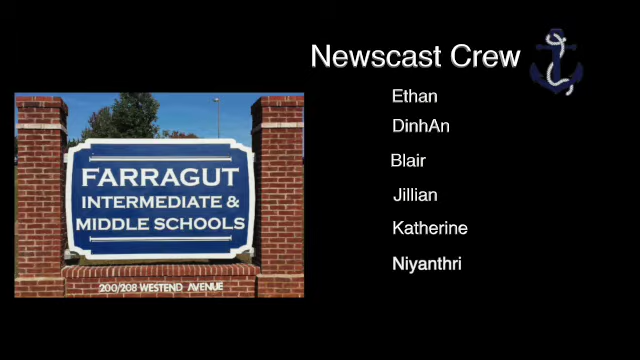 Newscast Crew
Ethan
DinhAn
Blair
Jillian
Katherine
Niyanthri
FARRAGUT
INTERMEDIATE &
MIDDLE SCHOOLS
200/208 WESTEND AVENUE